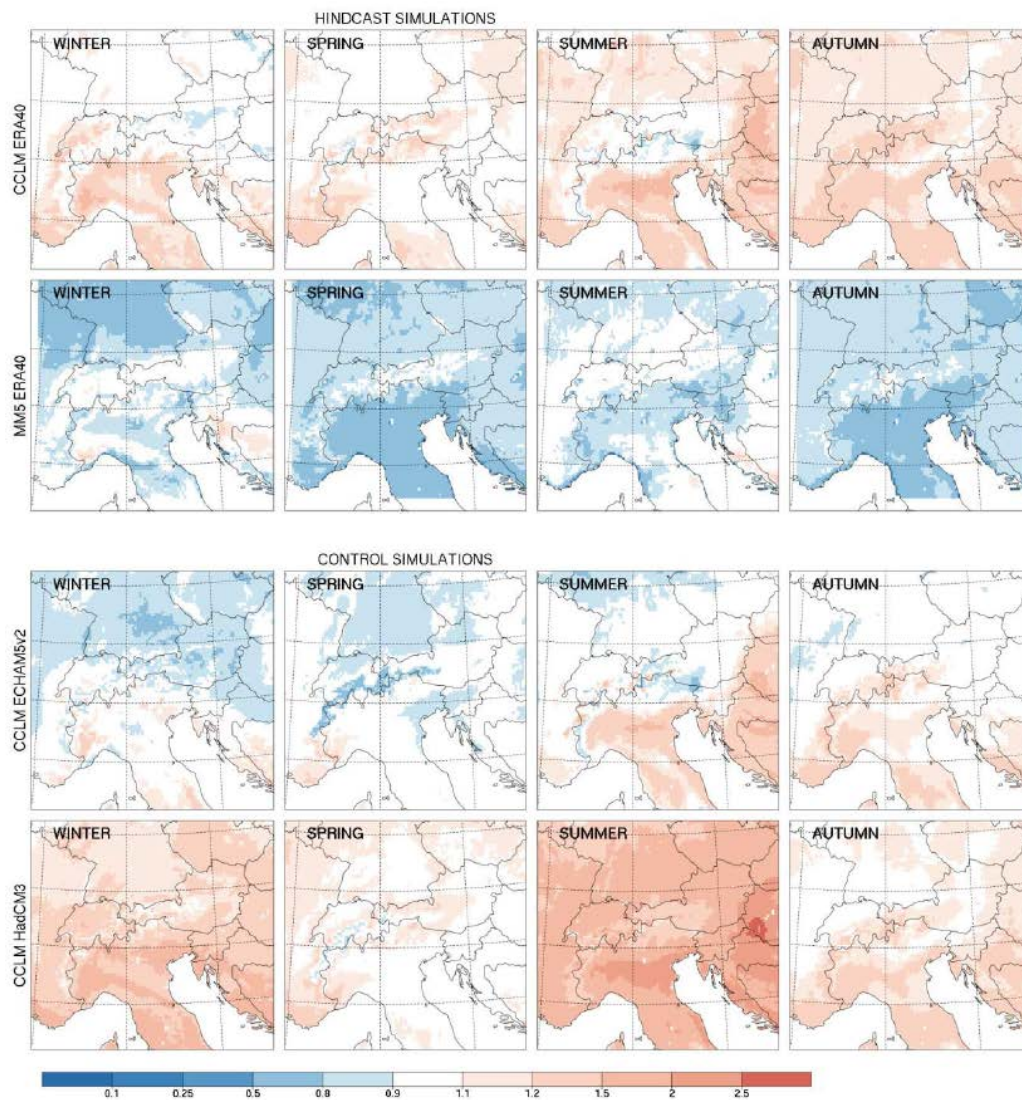 HINDCAST SIMULATIONS
WINTER SPRING SUMMER AUTUMN
CCLM ERA40
WINTER SPRING SUMMER AUTUMN
MM5 ERA40
CONTROL SIMULATIONS
WINTER SPRING SUMMER AUTUMN
CCLM ECHAM5v2
WINTER SPRING SUMMER AUTUMN
CCLM HadCM3
0.1 0.25 0.5 0.8 0.9 1.1 1.2 1.5 2 2.5